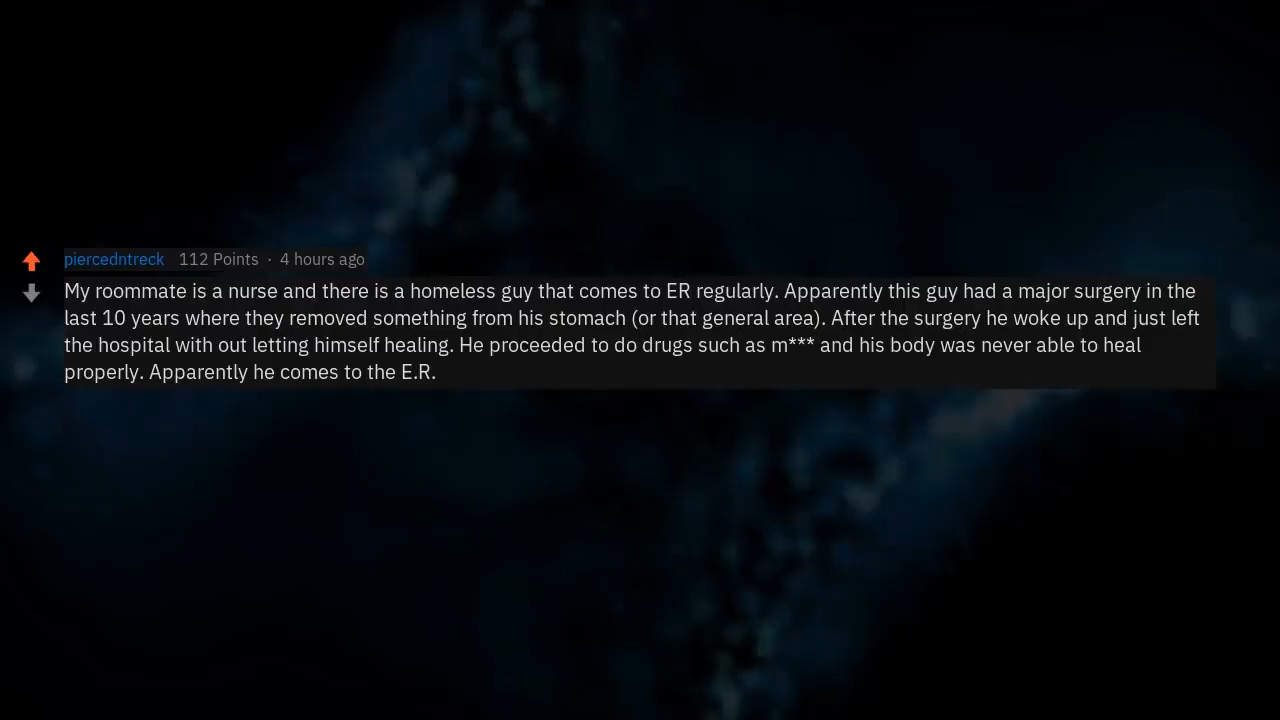 piercedntreck 112 Points · 4 hours ago
My roommate is a nurse and there is a homeless guy that comes to ER regularly. Apparently this guy had a major surgery in the
last 10 years where they removed something from his stomach (or that general area). After the surgery he woke up and just left
the hospital with out letting himself healing. He proceeded to do drugs such as m*** and his body was never able to heal
properly. Apparently he comes to the E.R.